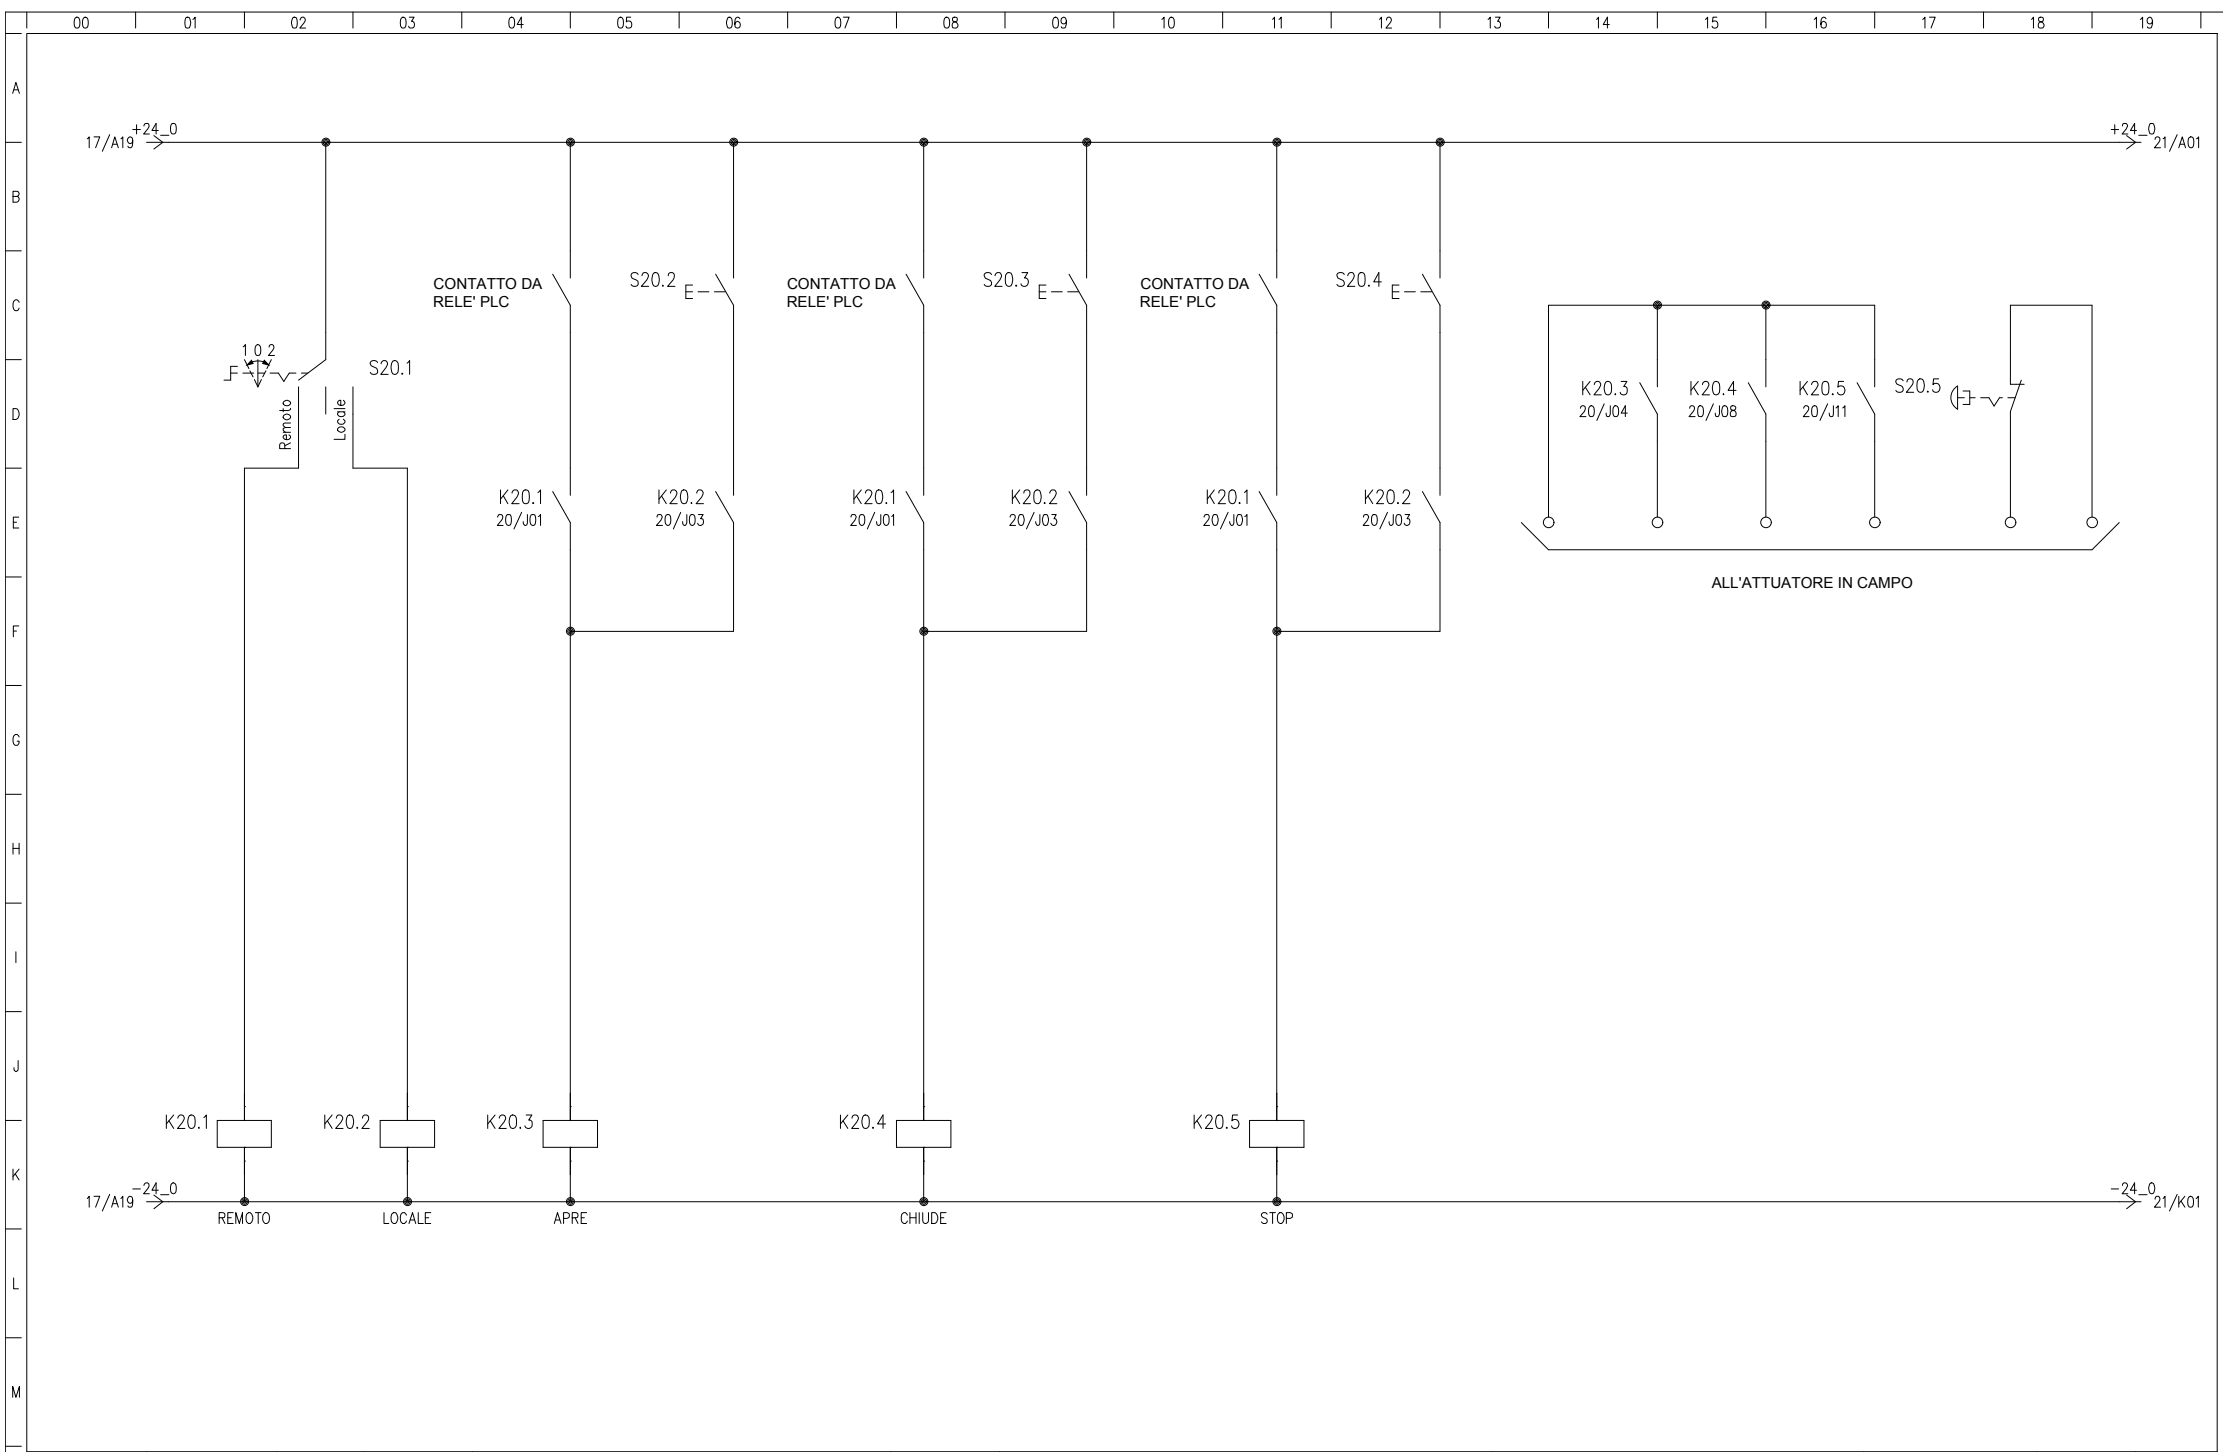 00 01 02 03 04 05 06 07 08 09 10 11 12 13 14 15 16 17 18 19
A
+24_0 +24_0
17/A19 21/A01
B
C
CONTATTO DA
RELE' PLC
S20.2 E
CONTATTO DA
RELE' PLC
S20.3 E
CONTATTO DA
RELE' PLC
S20.4 E
1 0 2
S20.1
Remoto
Locale
D
K20.3
20/J04
K20.4
20/J08
K20.5
20/J11
S20.5
E
K20.1
20/J01
K20.2
20/J03
K20.1
20/J01
K20.2
20/J03
K20.1
20/J01
K20.2
20/J03
ALL'ATTUATORE IN CAMPO
F
G
H
I
J
K20.1 K20.2 K20.3 K20.4 K20.5
K
-24_0 -24_0
17/A19 21/K01
REMOTO LOCALE APRE CHIUDE STOP
L
M